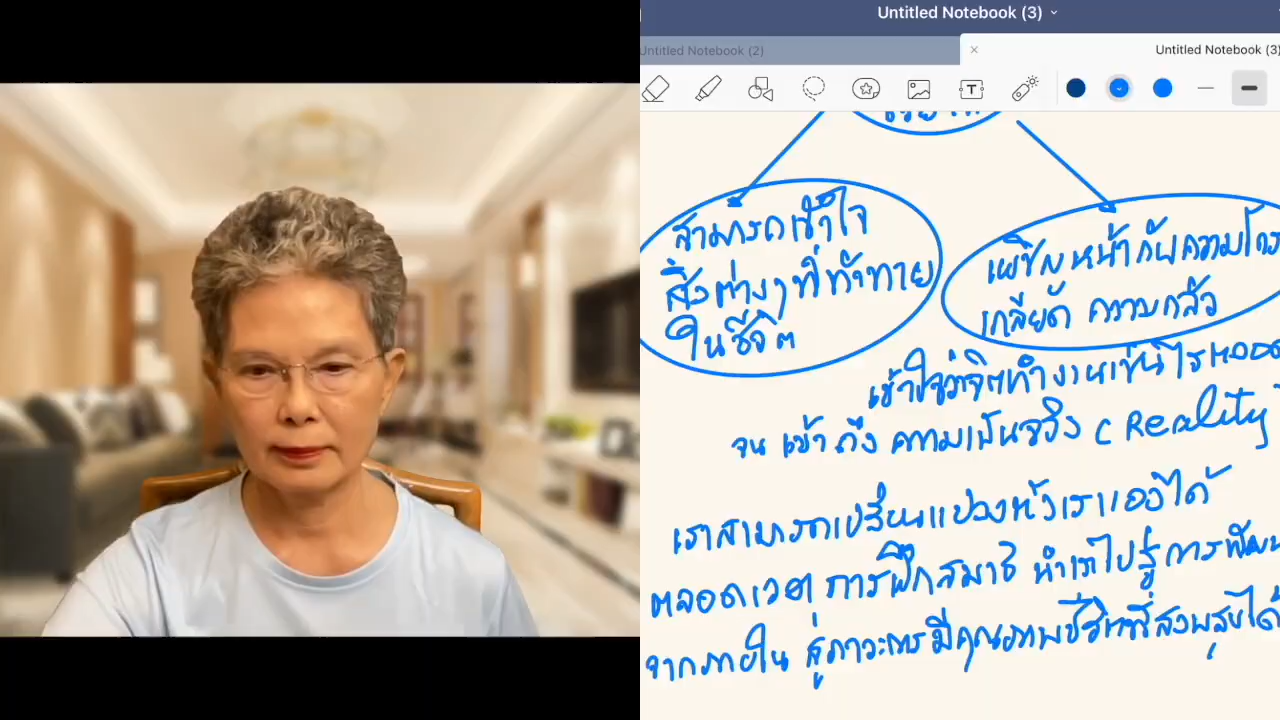 Untitled Notebook (3)
Untitled Notebook (2)
Untitled Notebook (3)
T
สามารถเข้าใจ
สิ่งต่างๆ ที่ท้าทาย
ในชีวิต
เผชิญหน้ากับความโกร
เกลียด ความกลัว
เข้าใจว่าจิตทำงานเช่นไร
จน เข้าถึง ความเป็นจริง ( Reality
เราสามารถเปลี่ยนแปลงตัวเราเองได้
ตลอดเวลา การฝึกสมาธิ นำเราไปสู่การพัฒน
จากภายใน สู่ภาวะการมีคุณภาพชีวิตที่สงบสุขได้